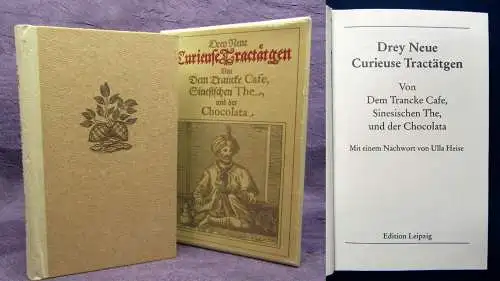 Drey Neue
Curieuse Tractätgen
Von
Dem Trancke Cafe,
Sinesischen The,
und der
Chocolata
Drey Neue
Curieuse Tractätgen
Von
Dem Trancke Cafe,
Sinesischen The,
und der Chocolata
Mit einem Nachwort von Ulla Heise
Edition Leipzig